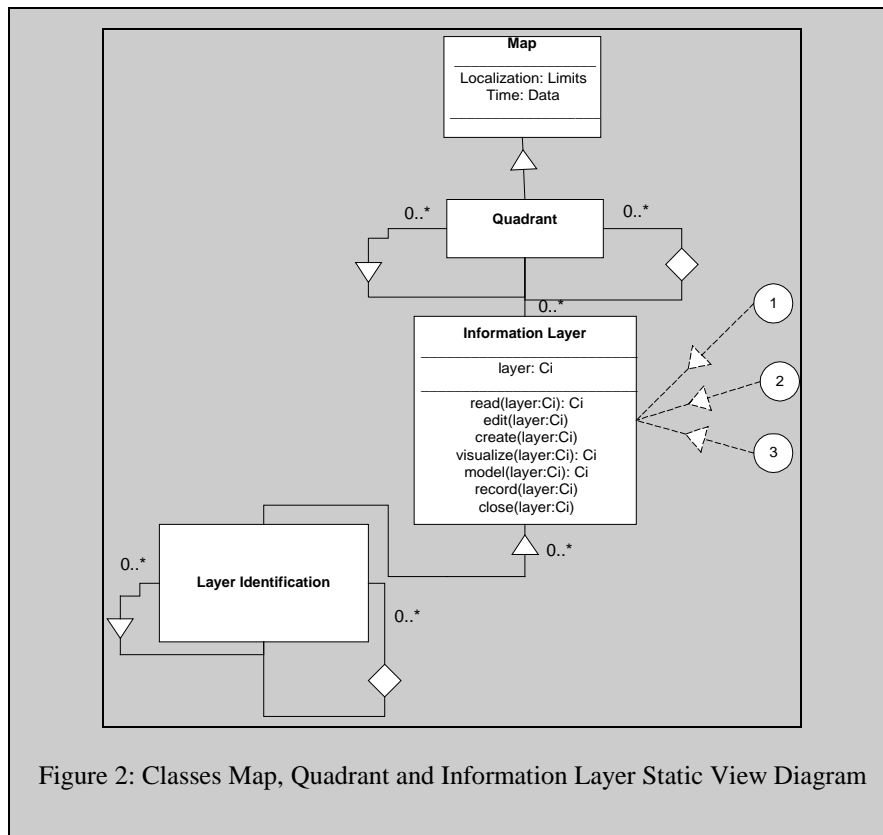 Map
Localization: Limits
Time: Data
0..*
Quadrant
0..*
0..*
Information Layer
layer: Ci
read(layer:Ci): Ci
edit(layer:Ci)
create(layer:Ci)
visualize(layer:Ci): Ci
model(layer:Ci): Ci
record(layer:Ci)
close(layer:Ci)
1
2
3
0..*
0..*
Layer Identification
0..*
Figure 2: Classes Map, Quadrant and Information Layer Static View Diagram